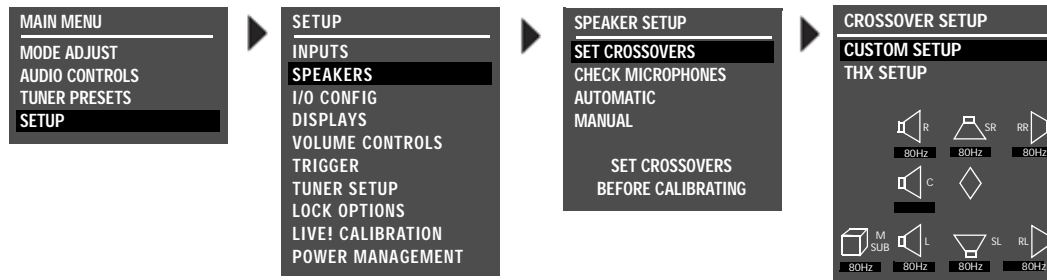 MAIN MENU
MODE ADJUST
AUDIO CONTROLS
TUNER PRESETS
SETUP
SETUP
INPUTS
SPEAKERS
I/O CONFIG
DISPLAYS
VOLUME CONTROLS
TRIGGER
TUNER SETUP
LOCK OPTIONS
LIVE! CALIBRATION
POWER MANAGEMENT
SPEAKER SETUP
SET CROSSOVERS
CHECK MICROPHONES
AUTOMATIC
MANUAL
SET CROSSOVERS
BEFORE CALIBRATING
CROSSOVER SETUP
CUSTOM SETUP
THX SETUP
R SR RR
80Hz 80Hz 80Hz
C
M
SUB L SL RL
80Hz 80Hz 80Hz 80Hz